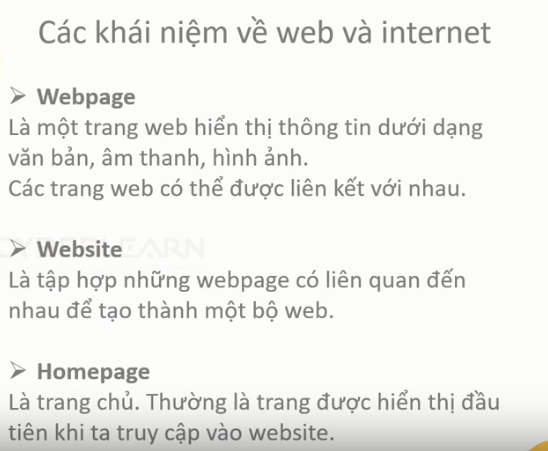 Các khái niệm về web và internet
➢ Webpage
Là một trang web hiển thị thông tin dưới dạng
văn bản, âm thanh, hình ảnh.
Các trang web có thể được liên kết với nhau.
➢ Website
Là tập hợp những webpage có liên quan đến
nhau để tạo thành một bộ web.
➢ Homepage
Là trang chủ. Thường là trang được hiển thị đầu
tiên khi ta truy cập vào website.